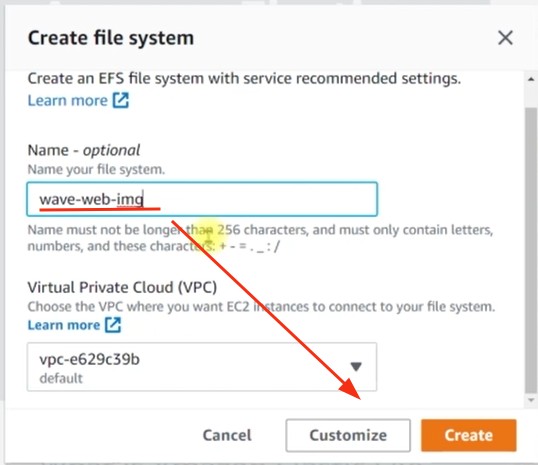 Create file system
Create an EFS file system with service recommended settings.
Learn more
Name - optional
Name your file system.
wave-web-img
Name must not be longer than 256 characters, and must only contain letters,
numbers, and these characters: + - = . _ : /
Virtual Private Cloud (VPC)
Choose the VPC where you want EC2 instances to connect to your file system.
Learn more
vpc-e629c39b
default
Cancel Customize Create